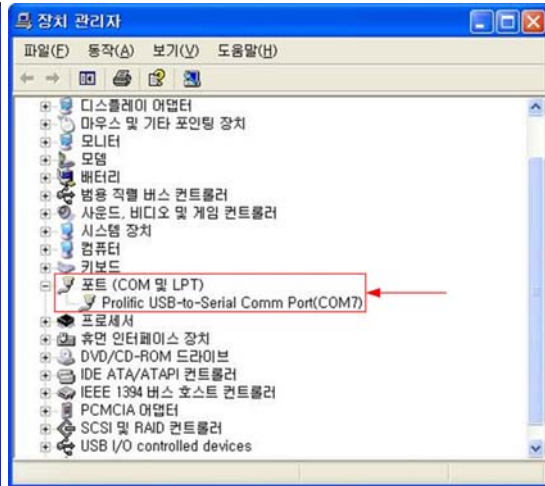 장치 관리자
파일(F) 동작(A) 보기(V) 도움말(H)
디스플레이 어댑터
마우스 및 기타 포인팅 장치
모니터
모뎀
배터리
범용 직렬 버스 컨트롤러
사운드, 비디오 및 게임 컨트롤러
시스템 장치
컴퓨터
키보드
포트 (COM 및 LPT)
Prolific USB-to-Serial Comm Port(COM7)
프로세서
휴먼 인터페이스 장치
DVD/CD-ROM 드라이브
IDE ATA/ATAPI 컨트롤러
IEEE 1394 버스 호스트 컨트롤러
PCMCIA 어댑터
SCSI 및 RAID 컨트롤러
USB I/O controlled devices